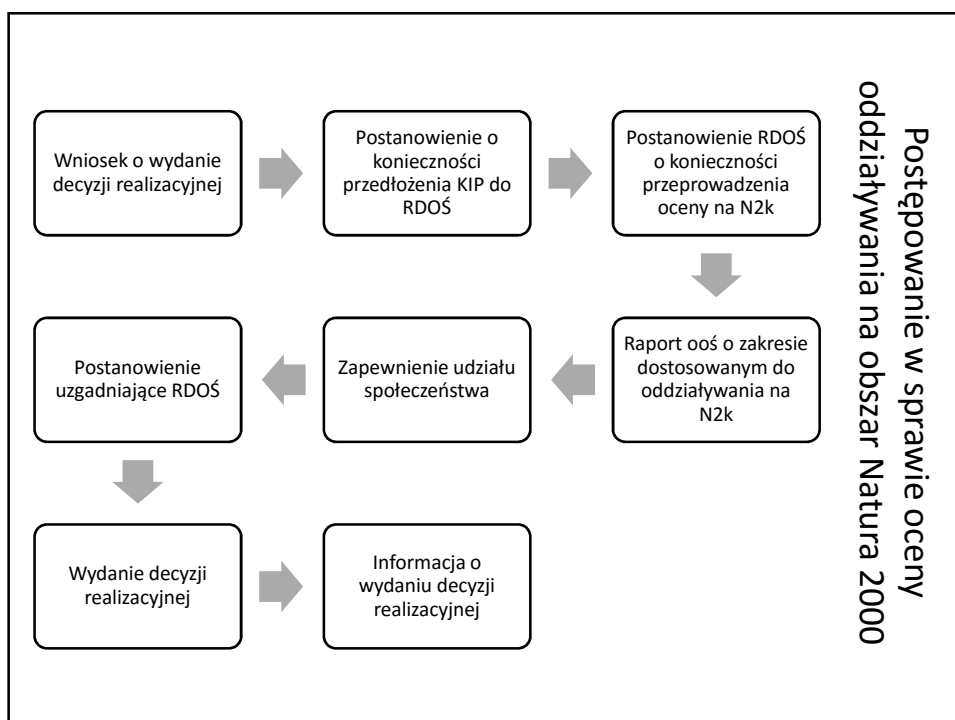 Postępowanie w sprawie oceny
oddziaływania na obszar Natura 2000
Wniosek o wydanie
decyzji realizacyjnej
Postanowienie o
konieczności
przedłożenia KIP do
RDOŚ
Postanowienie RDOŚ
o konieczności
przeprowadzenia
oceny na N2k
Raport ooś o zakresie
dostosowanym do
oddziaływania na
N2k
Zapewnienie udziału
społeczeństwa
Postanowienie
uzgadniające RDOŚ
Wydanie decyzji
realizacyjnej
Informacja o
wydaniu decyzji
realizacyjnej